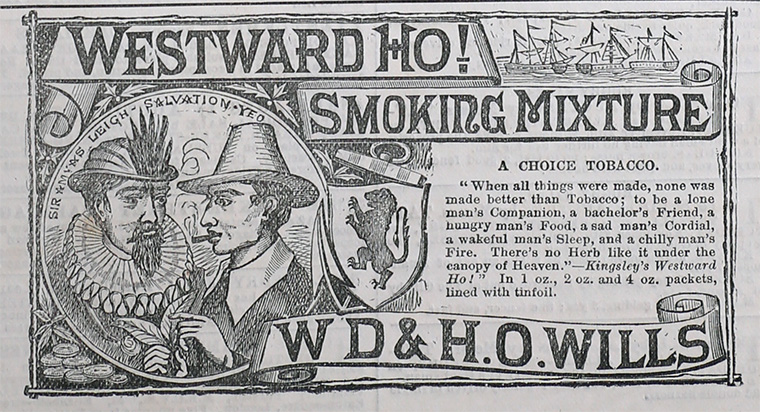 WESTWARD HO!
SMOKING MIXTURE
SIR AMYAS LEIGH, SALVATION YEO
A CHOICE TOBACCO.
"When all things were made, none was
made better than Tobacco; to be a lone
man's Companion, a bachelor's Friend, a
hungry man's Food, a sad man's Cordial,
a wakeful man's Sleep, and a chilly man's
Fire. There's no Herb like it under the
canopy of Heaven."—Kingsley's Westward
Ho!" In 1 oz., 2 oz. and 4 oz. packets,
lined with tinfoil.
W D & H. O. WILLS